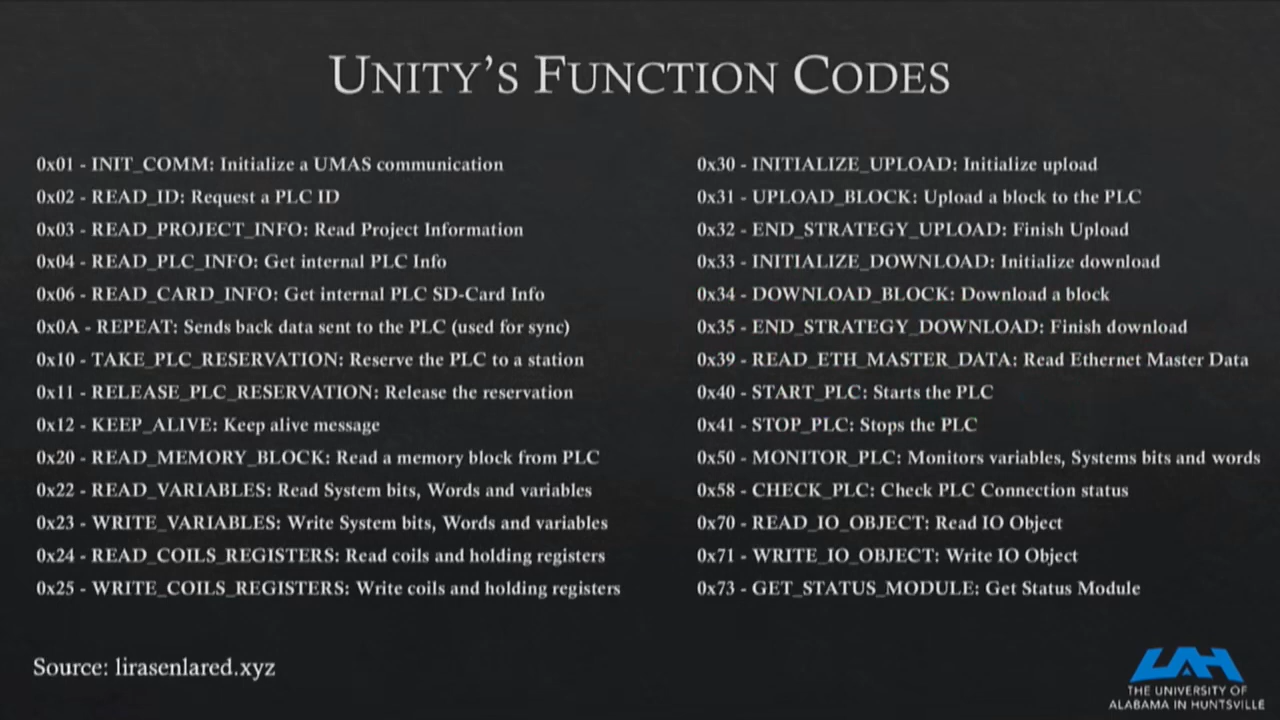 UNITY'S FUNCTION CODES
0x01 - INIT_COMM: Initialize a UMAS communication
0x02 - READ_ID: Request a PLC ID
0x03 - READ_PROJECT_INFO: Read Project Information
0x04 - READ_PLC_INFO: Get internal PLC Info
0x06 - READ_CARD_INFO: Get internal PLC SD-Card Info
0x0A - REPEAT: Sends back data sent to the PLC (used for sync)
0x10 - TAKE_PLC_RESERVATION: Reserve the PLC to a station
0x11 - RELEASE_PLC_RESERVATION: Release the reservation
0x12 - KEEP_ALIVE: Keep alive message
0x20 - READ_MEMORY_BLOCK: Read a memory block from PLC
0x22 - READ_VARIABLES: Read System bits, Words and variables
0x23 - WRITE_VARIABLES: Write System bits, Words and variables
0x24 - READ_COILS_REGISTERS: Read coils and holding registers
0x25 - WRITE_COILS_REGISTERS: Write coils and holding registers
0x30 - INITIALIZE_UPLOAD: Initialize upload
0x31 - UPLOAD_BLOCK: Upload a block to the PLC
0x32 - END_STRATEGY_UPLOAD: Finish Upload
0x33 - INITIALIZE_DOWNLOAD: Initialize download
0x34 - DOWNLOAD_BLOCK: Download a block
0x35 - END_STRATEGY_DOWNLOAD: Finish download
0x39 - READ_ETH_MASTER_DATA: Read Ethernet Master Data
0x40 - START_PLC: Starts the PLC
0x41 - STOP_PLC: Stops the PLC
0x50 - MONITOR_PLC: Monitors variables, Systems bits and words
0x58 - CHECK_PLC: Check PLC Connection status
0x70 - READ_IO_OBJECT: Read IO Object
0x71 - WRITE_IO_OBJECT: Write IO Object
0x73 - GET_STATUS_MODULE: Get Status Module
Source: lirasenlared.xyz
UAH
THE UNIVERSITY OF
ALABAMA IN HUNTSVILLE